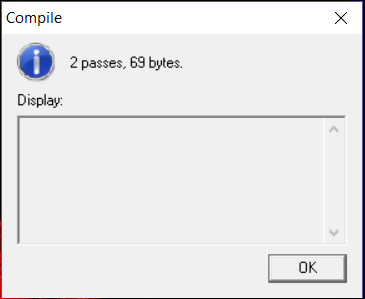 Compile
2 passes, 69 bytes.
Display:
OK